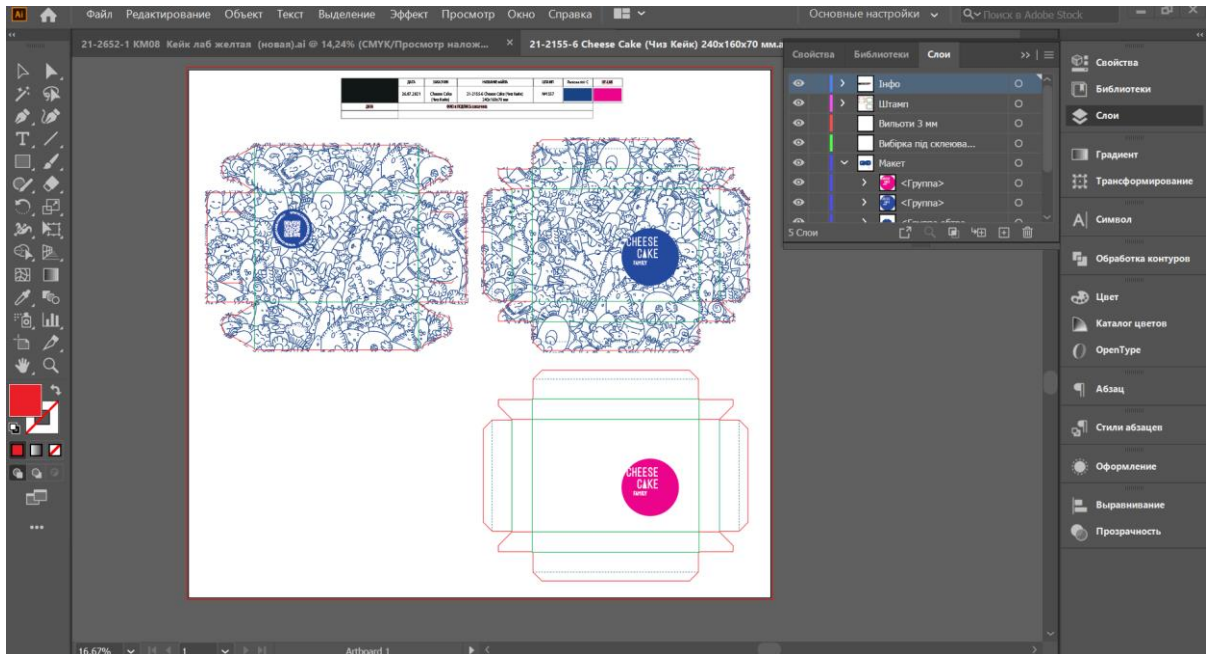 Ai
Файл Редактирование Объект Текст Выделение Эффект Просмотр Окно Справка
Основные настройки
Поиск в Adobe Stock
21-2652-1 KM08 Кейк лаб желтая (новая).ai @ 14,24% (CMYK/Просмотр налож...
21-2155-6 Cheese Cake (Чиз Кейк) 240x160x70 мм.a
Свойства Библиотеки Слои
Інфо
Штамп
Вильоти 3 мм
Вибірка під склеюва...
Макет
<Группа>
<Группа>
5 Слои
Свойства
Библиотеки
Слои
Градиент
Трансформирование
Символ
Обработка контуров
Цвет
Каталог цветов
OpenType
Абзац
Стили абзацев
Оформление
Выравнивание
Прозрачность
CHEESE
CAKE
FAMILY
CHEESE
CAKE
FAMILY
16,67%
1
Artboard 1